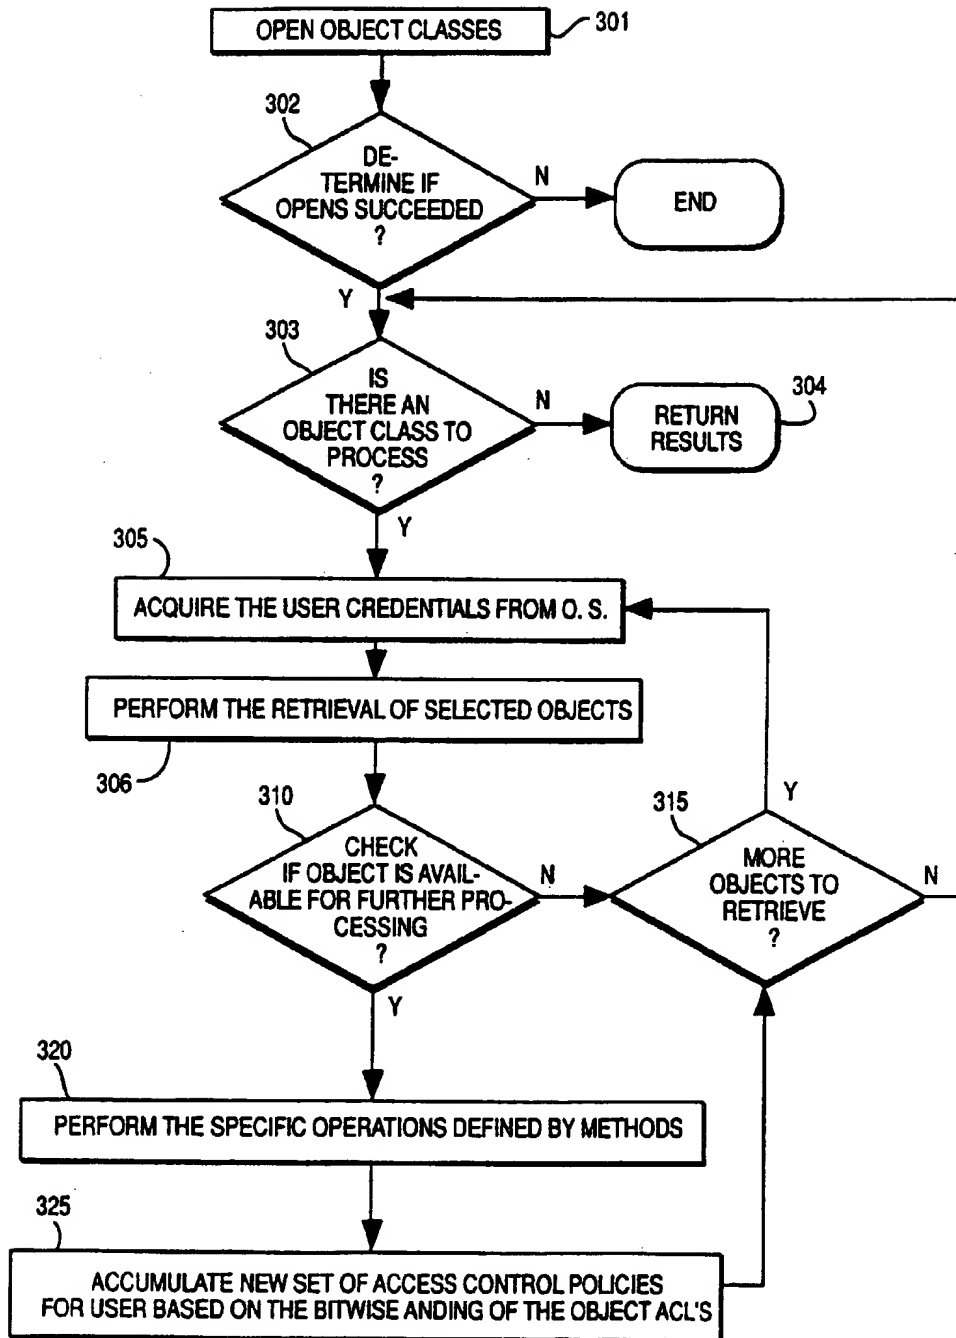 OPEN OBJECT CLASSES
301
302
DE-
TERMINE IF
OPENS SUCCEEDED
?
N
END
Y
303
IS
THERE AN
OBJECT CLASS TO
PROCESS
?
N
RETURN
RESULTS
304
Y
305
ACQUIRE THE USER CREDENTIALS FROM O. S.
PERFORM THE RETRIEVAL OF SELECTED OBJECTS
306
310
CHECK
IF OBJECT IS AVAIL-
ABLE FOR FURTHER PRO-
CESSING
?
N
Y
315
MORE
OBJECTS TO
RETRIEVE
?
Y
N
320
PERFORM THE SPECIFIC OPERATIONS DEFINED BY METHODS
325
ACCUMULATE NEW SET OF ACCESS CONTROL POLICIES
FOR USER BASED ON THE BITWISE ANDING OF THE OBJECT ACL'S